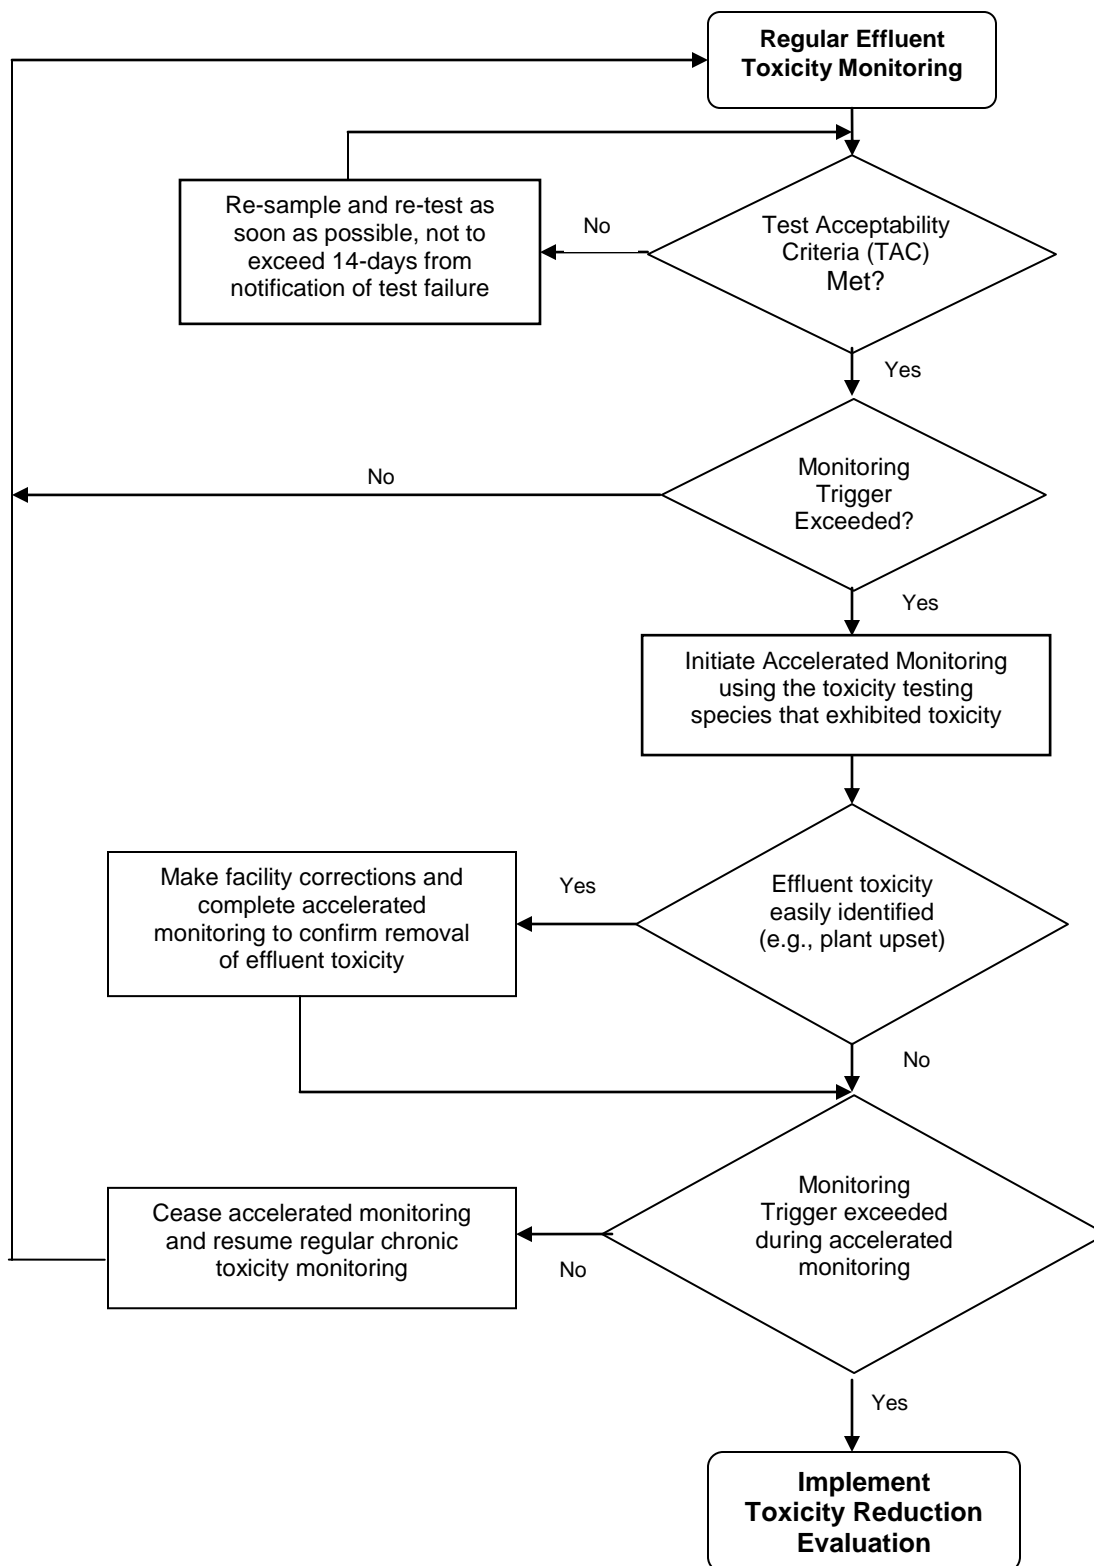 Regular Effluent
Toxicity Monitoring
Re-sample and re-test as
soon as possible, not to
exceed 14-days from
notification of test failure
No
Test Acceptability
Criteria (TAC)
Met?
Yes
No
Monitoring
Trigger
Exceeded?
Yes
Initiate Accelerated Monitoring
using the toxicity testing
species that exhibited toxicity
Make facility corrections and
complete accelerated
monitoring to confirm removal
of effluent toxicity
Yes
Effluent toxicity
easily identified
(e.g., plant upset)
No
Cease accelerated monitoring
and resume regular chronic
toxicity monitoring
No
Monitoring
Trigger exceeded
during accelerated
monitoring
Yes
Implement
Toxicity Reduction
Evaluation